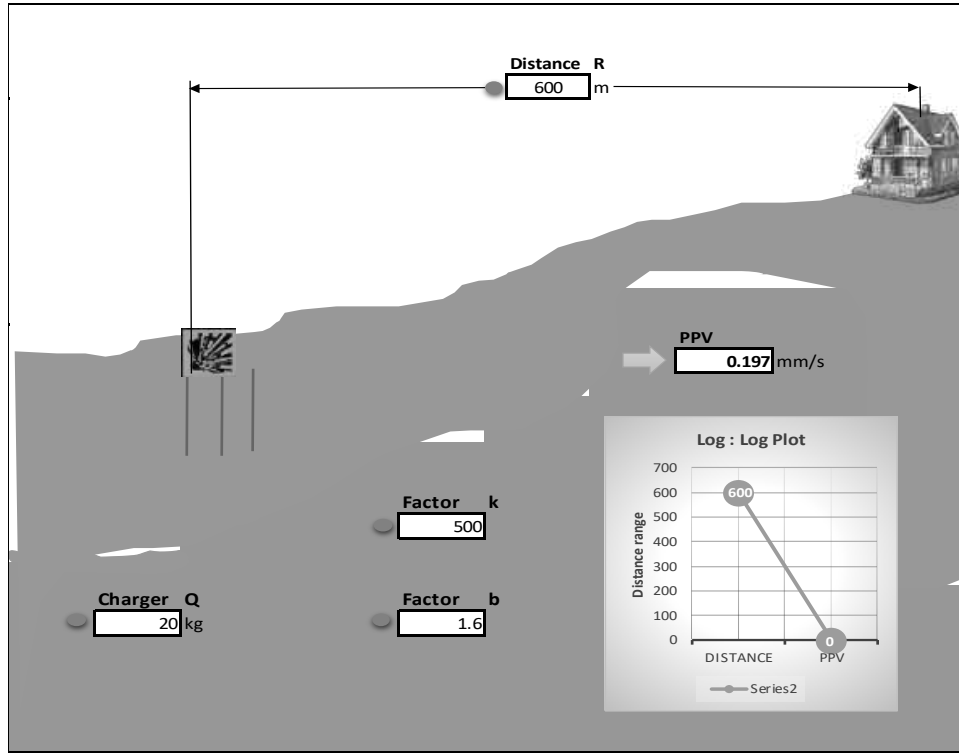 Distance R
600 m
PPV
0.197 mm/s
Log : Log Plot
700
600
500
400
300
200
100
0
Distance range
600
0
DISTANCE PPV
Series2
Factor k
500
Charger Q
20 kg
Factor b
1.6